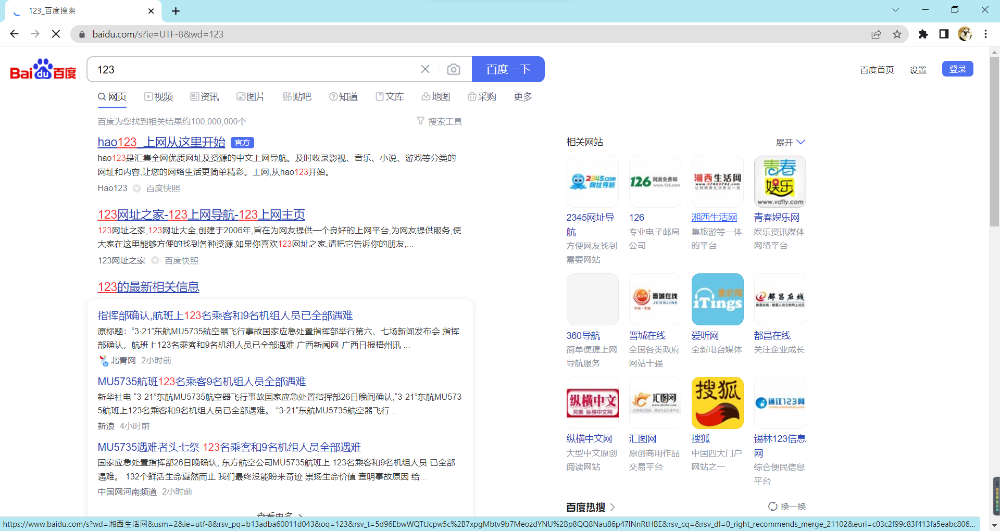 123_百度搜索
baidu.com/s?ie=UTF-8&wd=123
Bai du 百度
123
百度一下
百度首页 设置 登录
网页 视频 资讯 图片 贴吧 知道 文库 地图 采购 更多
百度为您找到相关结果约100,000,000个
搜索工具
hao123_上网从这里开始 官方
hao123是汇集全网优质网址及资源的中文上网导航。及时收录影视、音乐、小说、游戏等分类的
网址和内容,让您的网络生活更简单精彩。上网,从hao123开始。
Hao123 百度快照
123网址之家-123上网导航-123上网主页
123网址之家,123网址大全,创建于2006年,旨在为网友提供一个良好的上网平台,为网友提供服务,使
大家在这里能够方便的找到各种资源.如果你喜欢123网址之家,请把它告诉你的朋友,...
123网址之家 百度快照
123的最新相关信息
指挥部确认,航班上123名乘客和9名机组人员已全部遇难
原标题：“3·21”东航MU5735航空器飞行事故国家应急处置指挥部举行第六、七场新闻发布会 指挥
部确认，航班上123名乘客和9名机组人员已全部遇难 广西新闻网-广西日报梧州讯 ...
北青网 2小时前
MU5735航班123名乘客9名机组人员全部遇难
新华社电 “3·21”东航MU5735航空器飞行事故国家应急处置指挥部26日晚间确认,“3·21”东航MU573
5航班上123名乘客和9名机组人员已全部遇难。 “3·21”东航MU5735航空器飞行...
新浪 4小时前
MU5735遇难者头七祭 123名乘客和9名机组人员全部遇难
国家应急处置指挥部26日晚确认, 东方航空公司MU5735航班上 123名乘客和9名机组人员 已全部
遇难。 132个鲜活生命戛然而止 我们最终没能盼来奇迹 崇扬生命价值 查明事故原因 给...
中国网河南频道 2小时前
查看更多
相关网站
展开
2345.com
网址导航
126 网易免费邮
www.126.com
湘西生活网
www.07430743.com
青春
娱乐
www.vdfly.com
2345网址导
航
方便网友找到
需要网站
126
专业电子邮局
公司
湘西生活网
集旅游等一体
的平台
青春娱乐网
娱乐资讯媒体
网络平台
晋城在线
JCONLINE
中国·晋城
爱听网
iTings
都昌在线
360导航
简单便捷上网
导航服务
晋城在线
全国各类政府
网站十强
爱听网
全新电台媒体
都昌在线
关注企业成长
纵横中文
完美 纵横中文网
汇图网
搜狐
通江123网
纵横中文网
大型中文原创
阅读网站
汇图网
原创商用作品
交易平台
搜狐
中国四大门户
网站之一
锡林123信息
网
综合便民信息
平台
百度热搜
换一换
https://www.baidu.com/s?wd=湘西生活网&usm=2&ie=utf-8&rsv_pq=b13adba60011d043&oq=123&rsv_t=5d96EbwWQTtJcpw5c%2B7xpgMbtv9b7MeozdYNU%2Bp8QQ8Nau86p47INnRtHBE&rsv_cq=&rsv_dl=0_right_recommends_merge_21102&euri=c03c2f99c83f413fa5eabc806...